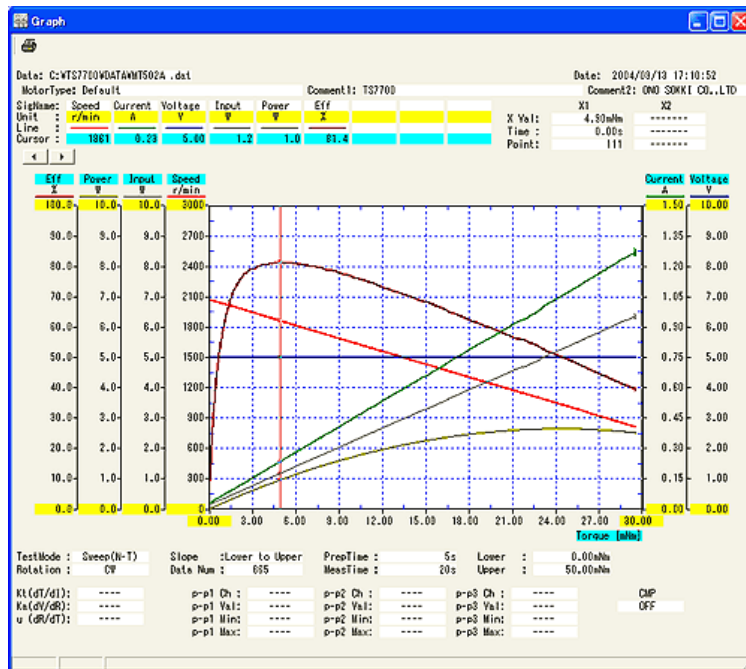 Graph
Data: C:¥TS7700¥DATA¥MT502A .dat Date: 2004/09/13 17:10:52
MotorType: Default Comment1: TS7700 Comment2: ONO SOKKI CO.,LTD
SigName: Speed Current Voltage Input Power Eff X1 X2
Unit : r/min A V W W % X Val: 4.90mNm -------
Line : Time : 0.00s -------
Cursor : 1861 0.23 5.00 1.2 1.0 81.4 Point: 111 -------
Eff Power Input Speed Current Voltage
% W W r/min A V
100.0 10.0 10.0 3000 1.50 10.00
90.0 9.0 9.0 2700 1.35 9.00
80.0 8.0 8.0 2400 1.20 8.00
70.0 7.0 7.0 2100 1.05 7.00
60.0 6.0 6.0 1800 0.90 6.00
50.0 5.0 5.0 1500 0.75 5.00
40.0 4.0 4.0 1200 0.60 4.00
30.0 3.0 3.0 900 0.45 3.00
20.0 2.0 2.0 600 0.30 2.00
10.0 1.0 1.0 300 0.15 1.00
0.0 0.0 0.0 0 0.00 0.00
0.00 3.00 6.00 9.00 12.00 15.00 18.00 21.00 24.00 27.00 30.00
Torque [mNm]
TestMode : Sweep(N-T) Slope :Lower to Upper PrepTime : 5s Lower : 0.00mNm
Rotation : CW Data Num : 665 MeasTime : 20s Upper : 50.00mNm
Kt(dT/dI): ---- p-p1 Ch : ---- p-p2 Ch : ---- p-p3 Ch : ---- CMP
Ke(dV/dR): ---- p-p1 Val: ---- p-p2 Val: ---- p-p3 Val: ---- OFF
u (dR/dT): ---- p-p1 Min: ---- p-p2 Min: ---- p-p3 Min: ----
p-p1 Max: ---- p-p2 Max: ---- p-p3 Max: ----